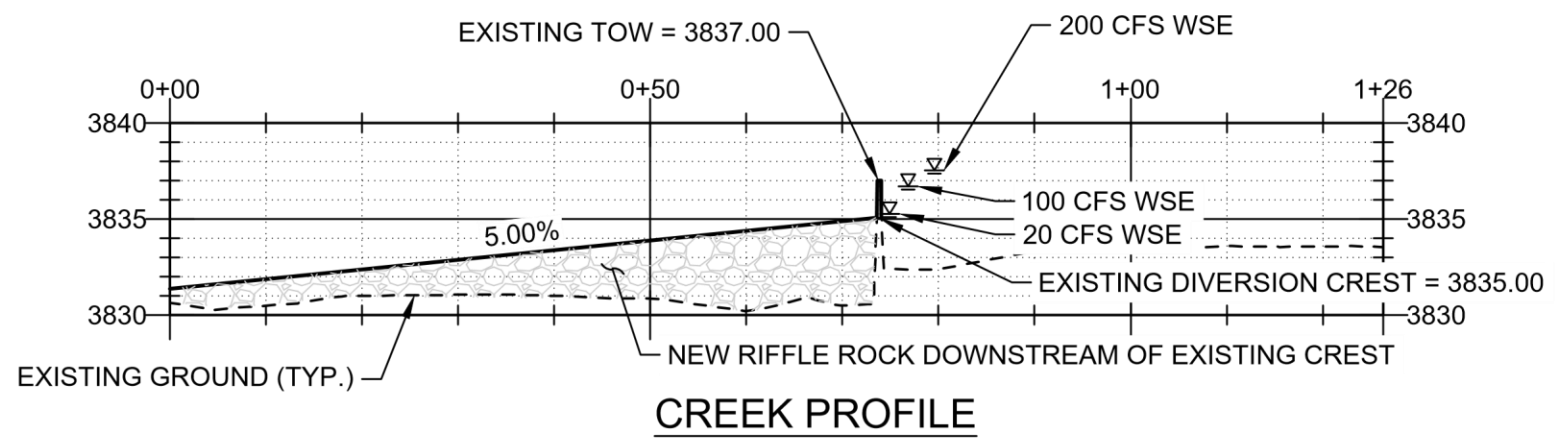 EXISTING TOW = 3837.00
200 CFS WSE
0+00
0+50
1+00
1+26
3840
3840
100 CFS WSE
3835
3835
5.00%
20 CFS WSE
EXISTING DIVERSION CREST = 3835.00
3830
3830
NEW RIFFLE ROCK DOWNSTREAM OF EXISTING CREST
EXISTING GROUND (TYP.)
CREEK PROFILE